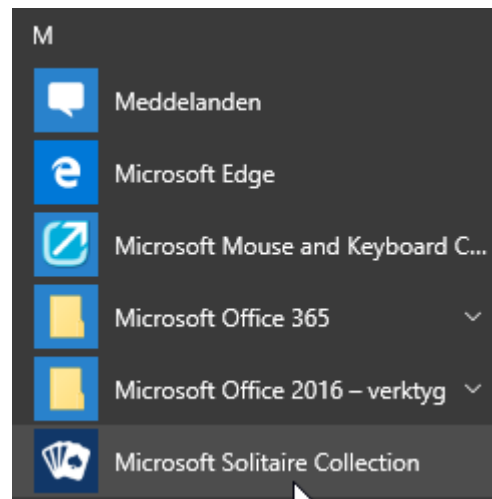 M
Meddelanden
Microsoft Edge
Microsoft Mouse and Keyboard C...
Microsoft Office 365
Microsoft Office 2016 – verktyg
Microsoft Solitaire Collection